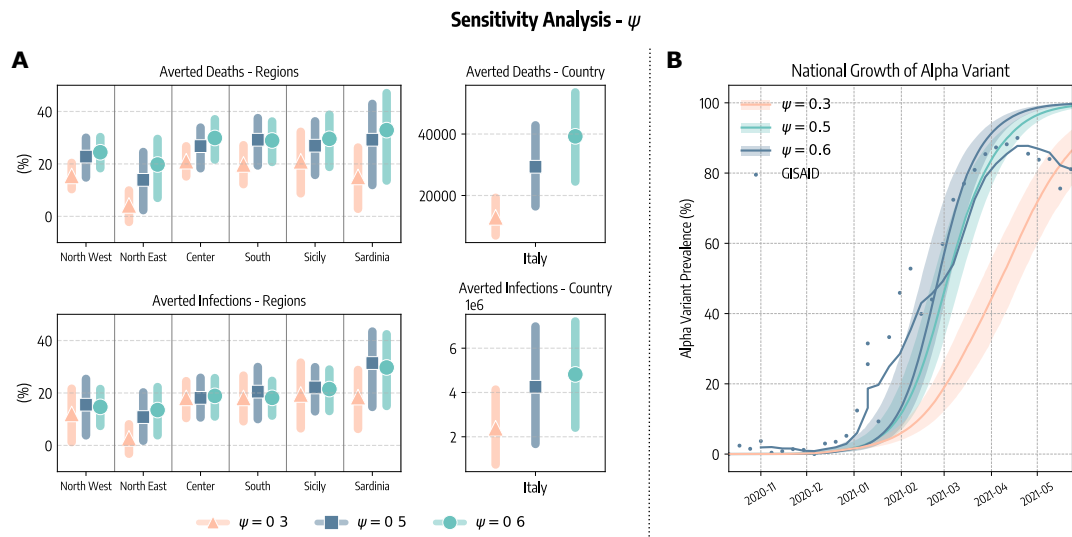 Sensitivity Analysis - ψ
A
Averted Deaths - Regions
(%)
40
20
0
North West
North East
Center
South
Sicily
Sardinia
Averted Deaths - Country
40000
20000
Italy
Averted Infections - Regions
(%)
40
20
0
North West
North East
Center
South
Sicily
Sardinia
Averted Infections - Country
1e6
6
4
2
Italy
ψ = 0 3
ψ = 0 5
ψ = 0 6
B
National Growth of Alpha Variant
Alpha Variant Prevalence (%)
100
80
60
40
20
0
ψ = 0.3
ψ = 0.5
ψ = 0.6
GISAID
2020-11
2020-12
2021-01
2021-02
2021-03
2021-04
2021-05